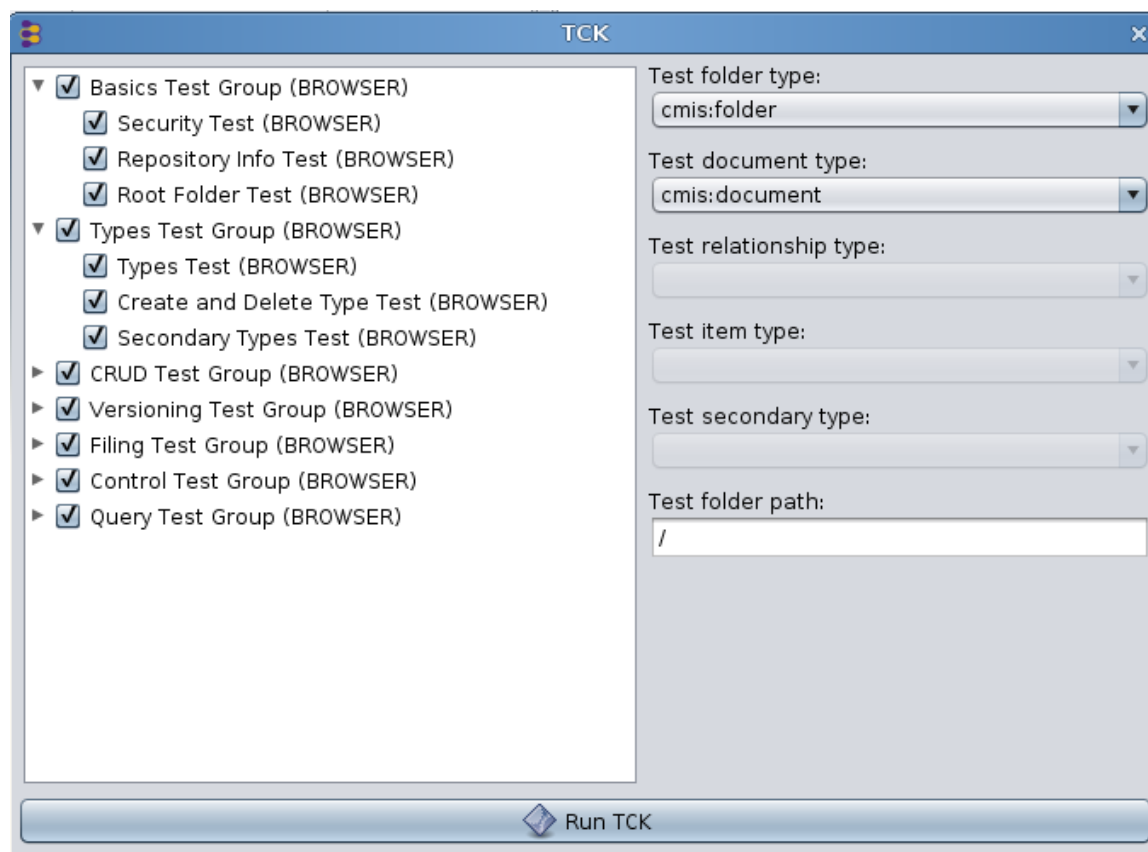 TCK
Basics Test Group (BROWSER)
Security Test (BROWSER)
Repository Info Test (BROWSER)
Root Folder Test (BROWSER)
Types Test Group (BROWSER)
Types Test (BROWSER)
Create and Delete Type Test (BROWSER)
Secondary Types Test (BROWSER)
CRUD Test Group (BROWSER)
Versioning Test Group (BROWSER)
Filing Test Group (BROWSER)
Control Test Group (BROWSER)
Query Test Group (BROWSER)
Test folder type:
cmis:folder
Test document type:
cmis:document
Test relationship type:
Test item type:
Test secondary type:
Test folder path:
/
Run TCK